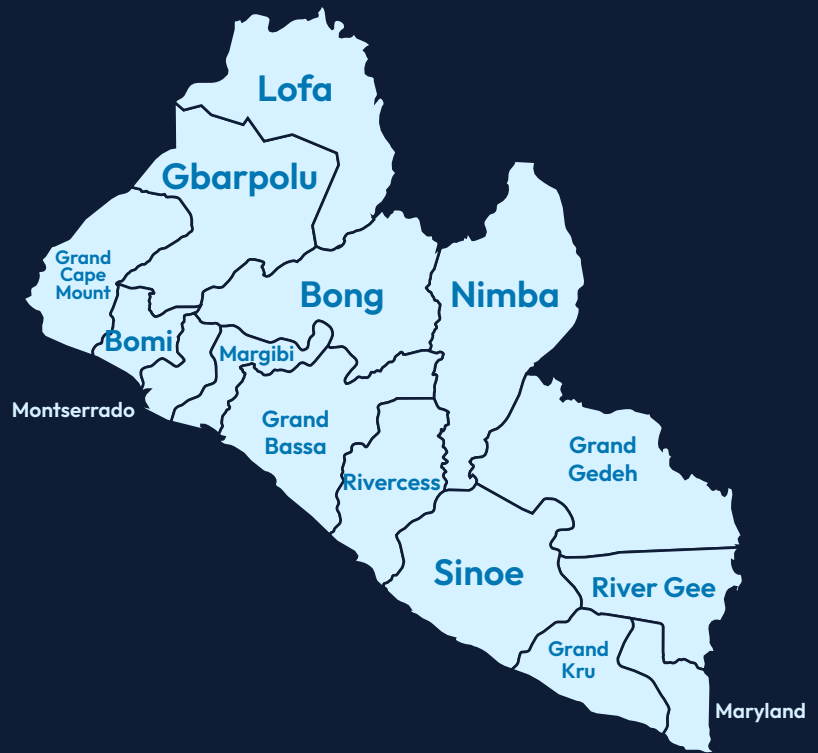 Lofa
Gbarpolu
Grand
Cape
Mount
Bong
Nimba
Bomi
Margibi
Montserrado
Grand
Bassa
Grand
Gedeh
Rivercess
Sinoe
River Gee
Grand
Kru
Maryland